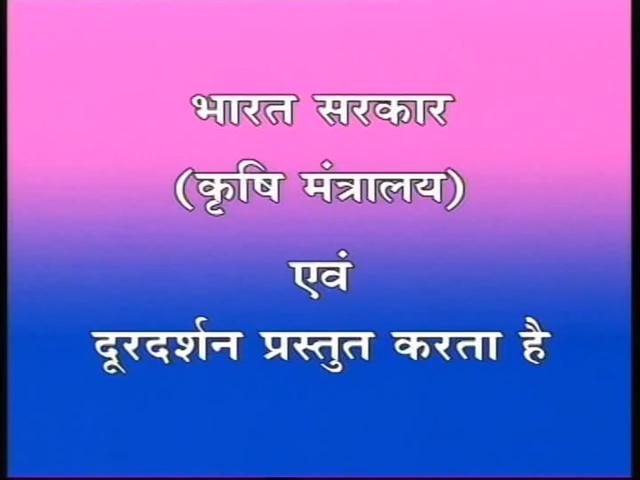 भारत सरकार
(कृषि मंत्रालय)
एवं
दूरदर्शन प्रस्तुत करता है